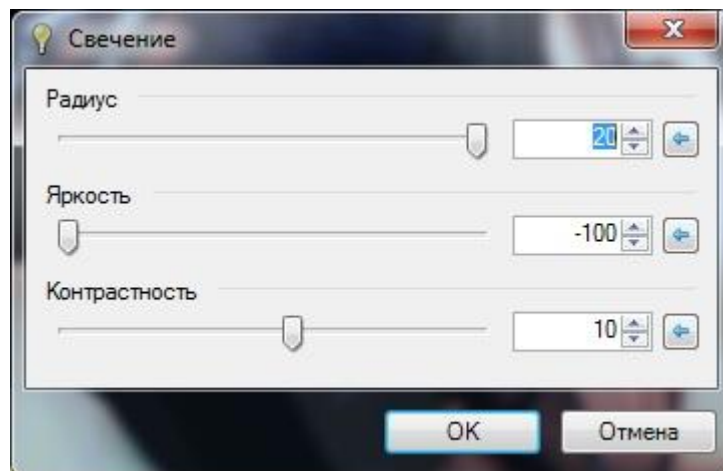 Свечение
Радиус
20
Яркость
-100
Контрастность
10
OK
Отмена